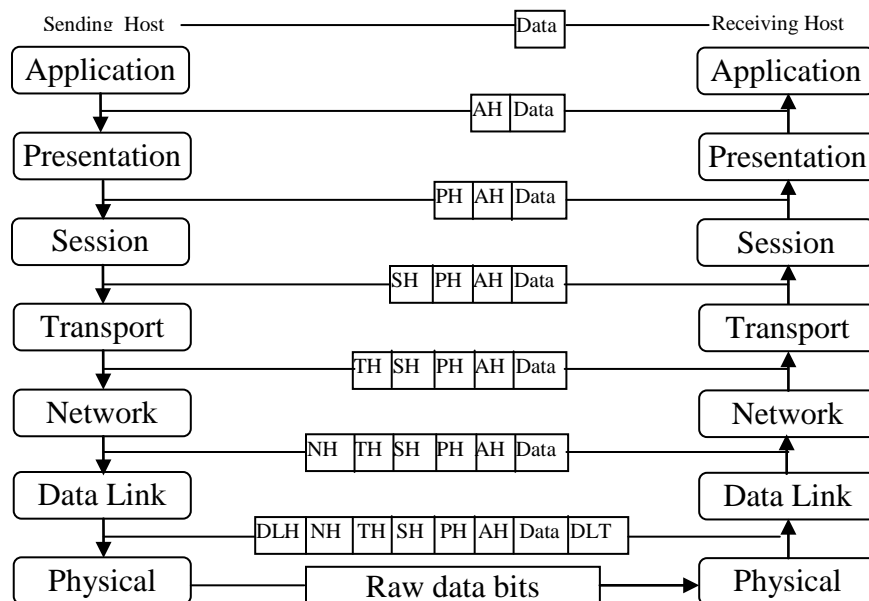 Sending Host Data Receiving Host
Application Application
AH Data
Presentation Presentation
PH AH Data
Session Session
SH PH AH Data
Transport Transport
TH SH PH AH Data
Network Network
NH TH SH PH AH Data
Data Link Data Link
DLH NH TH SH PH AH Data DLT
Physical Raw data bits Physical